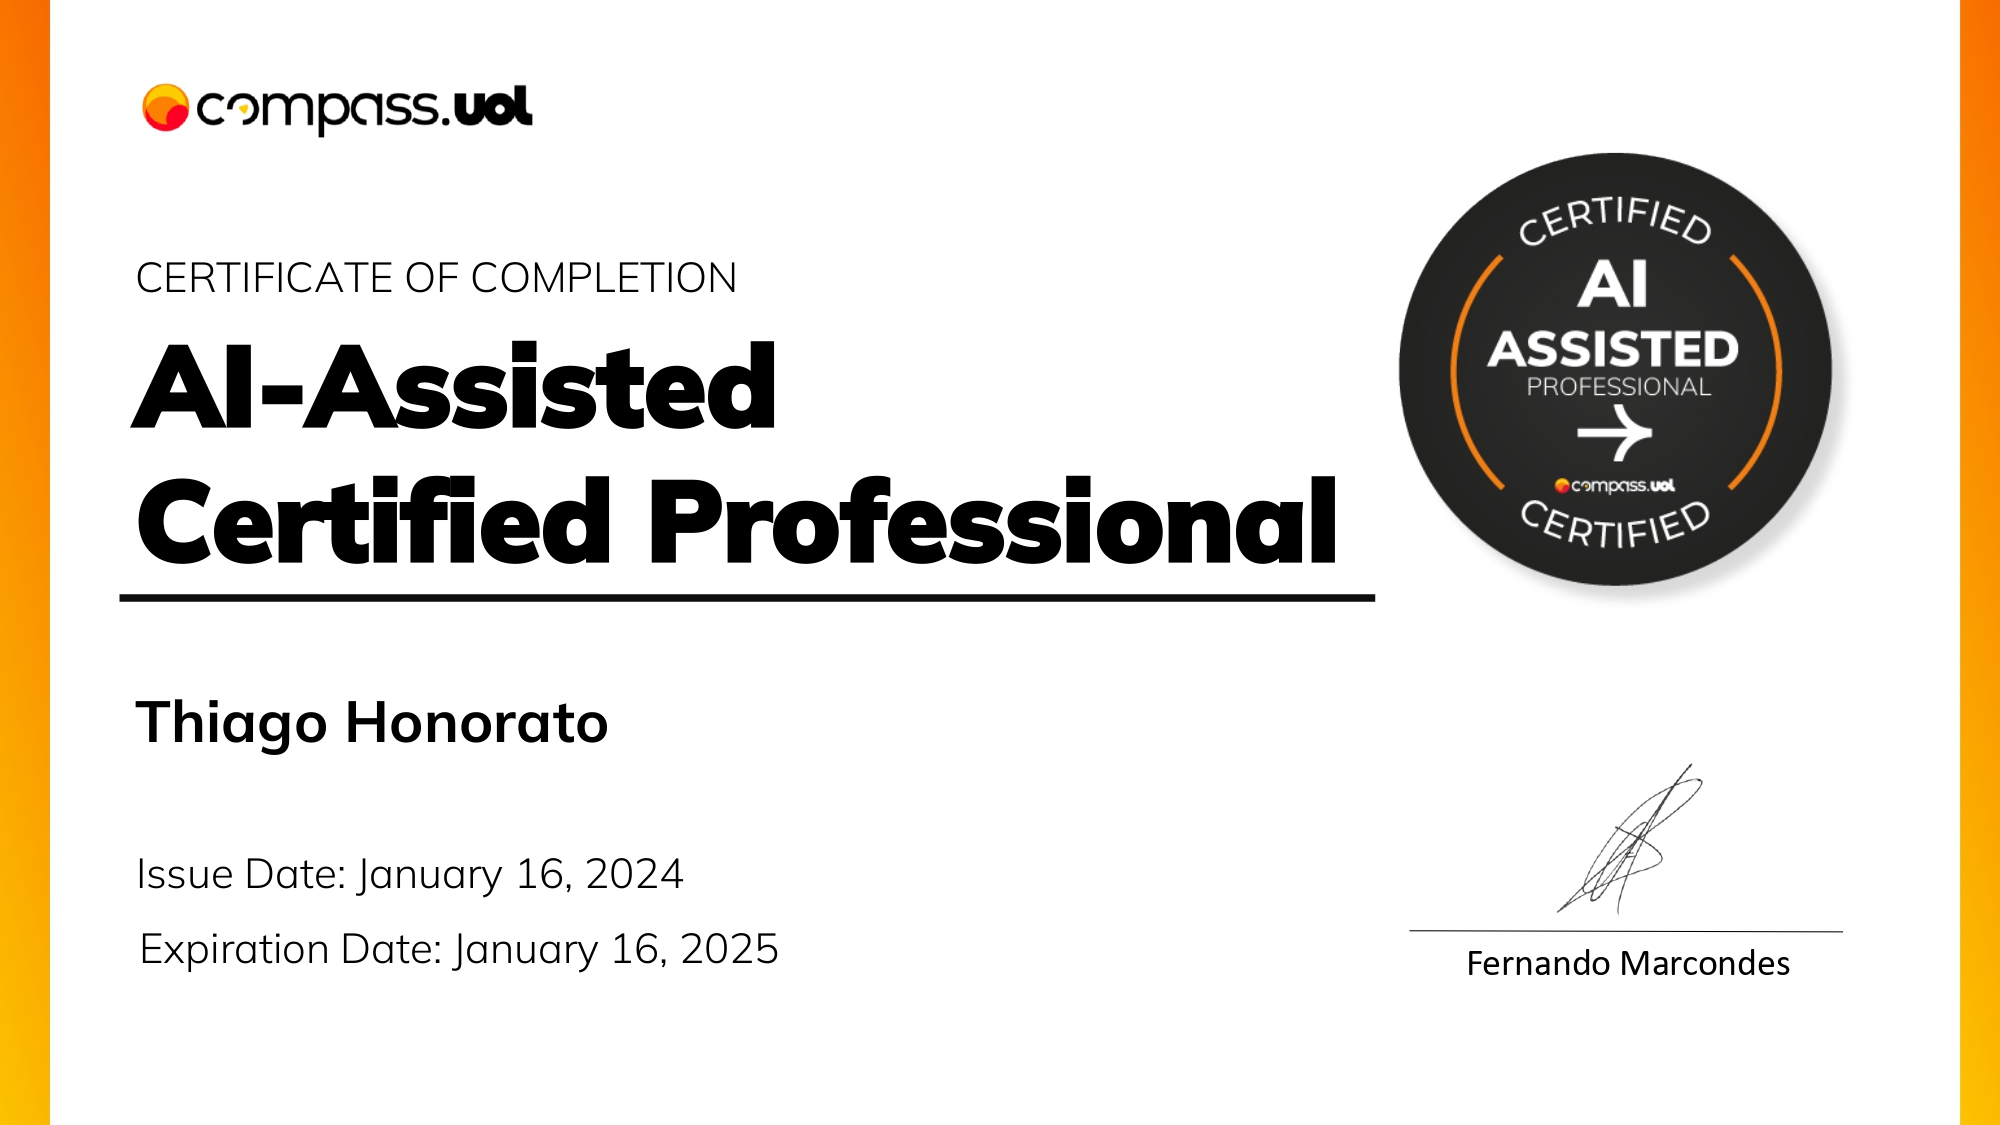 compass.uol
CERTIFICATE OF COMPLETION
AI-Assisted
Certified Professional
CERTIFIED
AI
ASSISTED
PROFESSIONAL
compass.uol
CERTIFIED
Thiago Honorato
Issue Date: January 16, 2024
Expiration Date: January 16, 2025
Fernando Marcondes